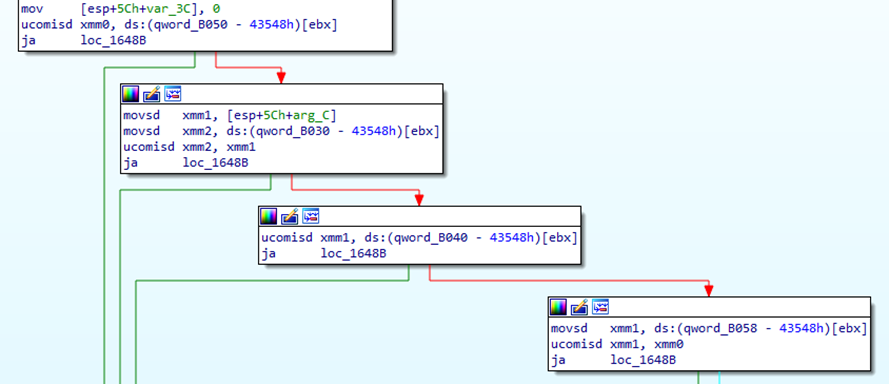 mov     [esp+5Ch+var_3C], 0
ucomisd xmm0, ds:(qword_B050 - 43548h)[ebx]
ja      loc_1648B
movsd   xmm1, [esp+5Ch+arg_C]
movsd   xmm2, ds:(qword_B030 - 43548h)[ebx]
ucomisd xmm2, xmm1
ja      loc_1648B
ucomisd xmm1, ds:(qword_B040 - 43548h)[ebx]
ja      loc_1648B
movsd   xmm1, ds:(qword_B058 - 43548h)[ebx]
ucomisd xmm1, xmm0
ja      loc_1648B